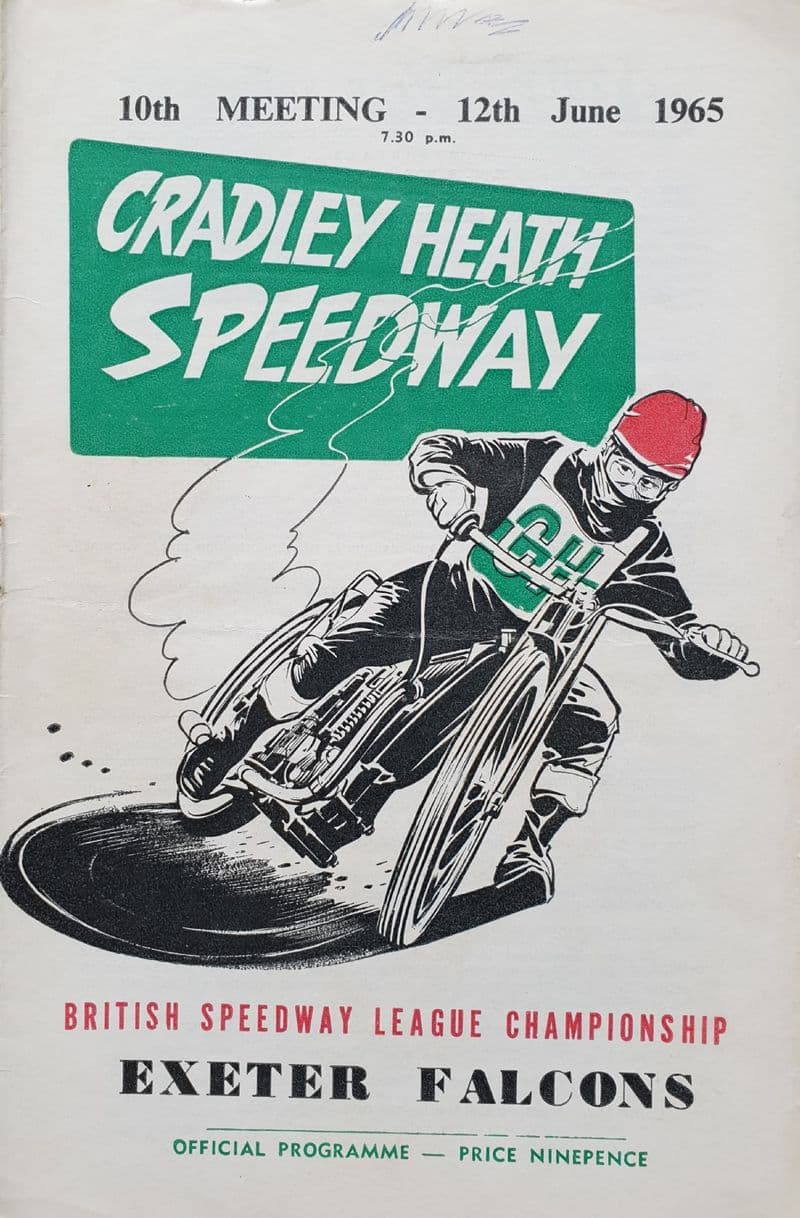 10th MEETING - 12th June 1965
7.30 p.m.
CRADLEY HEATH
SPEEDWAY
CH
BRITISH SPEEDWAY LEAGUE CHAMPIONSHIP
EXETER FALCONS
OFFICIAL PROGRAMME — PRICE NINEPENCE